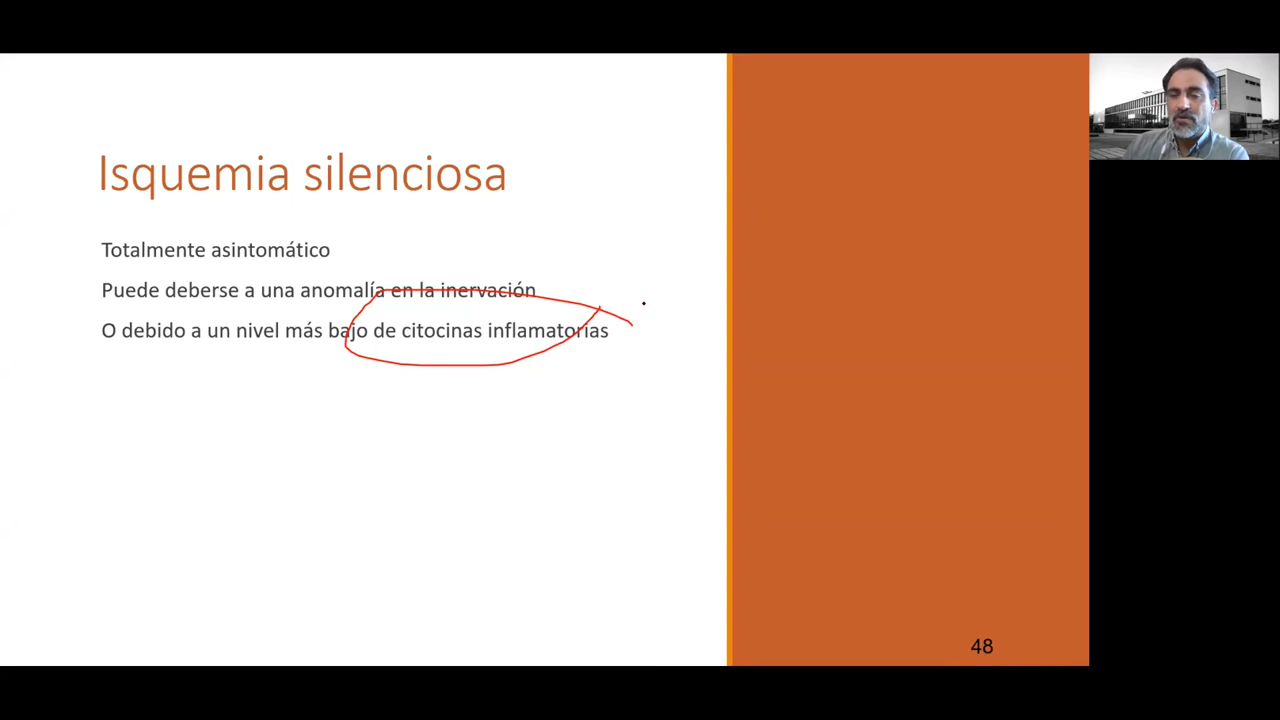 Isquemia silenciosa
Totalmente asintomático
Puede deberse a una anomalía en la inervación
O debido a un nivel más bajo de citocinas inflamatorias
48